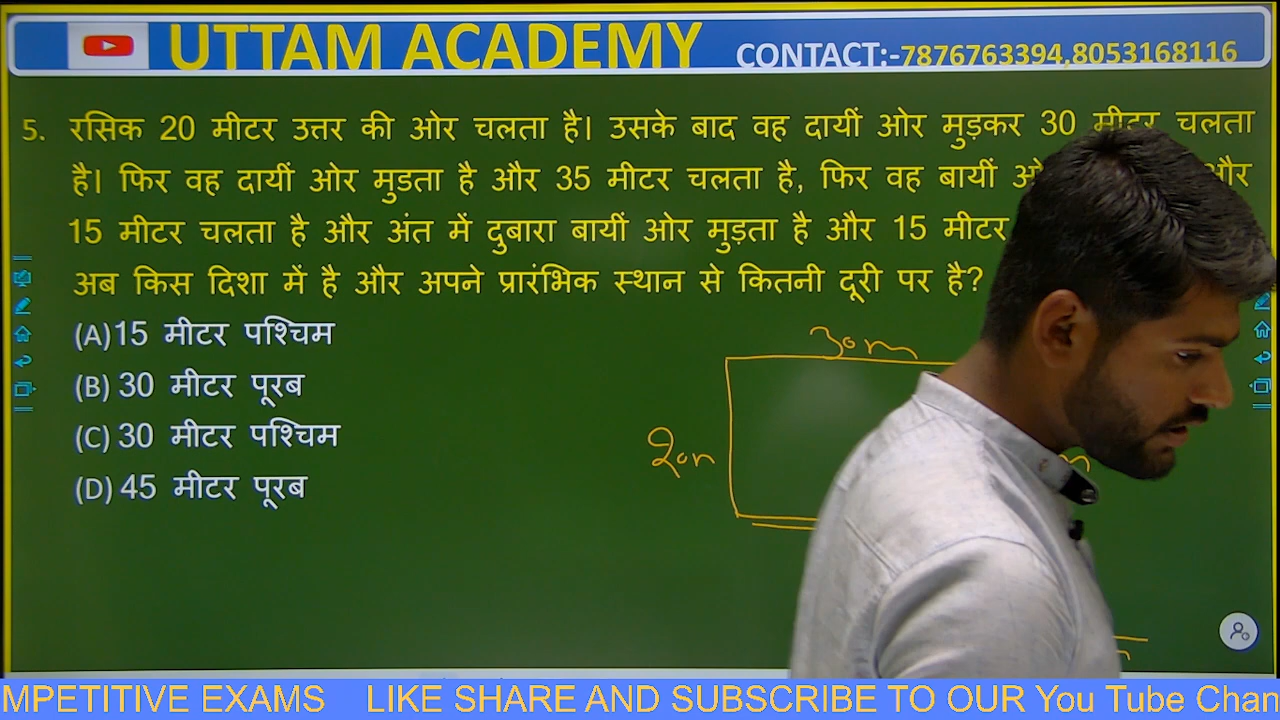 UTTAM ACADEMY CONTACT:-7876763394,8053168116
5. रसिक 20 मीटर उत्तर की ओर चलता है। उसके बाद वह दायीं ओर मुड़कर 30 मीटर चलता
है। फिर वह दायीं ओर मुडता है और 35 मीटर चलता है, फिर वह बायीं और
15 मीटर चलता है और अंत में दुबारा बायीं ओर मुड़ता है और 15 मीटर
अब किस दिशा में है और अपने प्रारंभिक स्थान से कितनी दूरी पर है?
(A)15 मीटर पश्चिम
(B) 30 मीटर पूरब
(C) 30 मीटर पश्चिम
(D) 45 मीटर पूरब
30m
20m
MPETITIVE EXAMS LIKE SHARE AND SUBSCRIBE TO OUR You Tube Chan